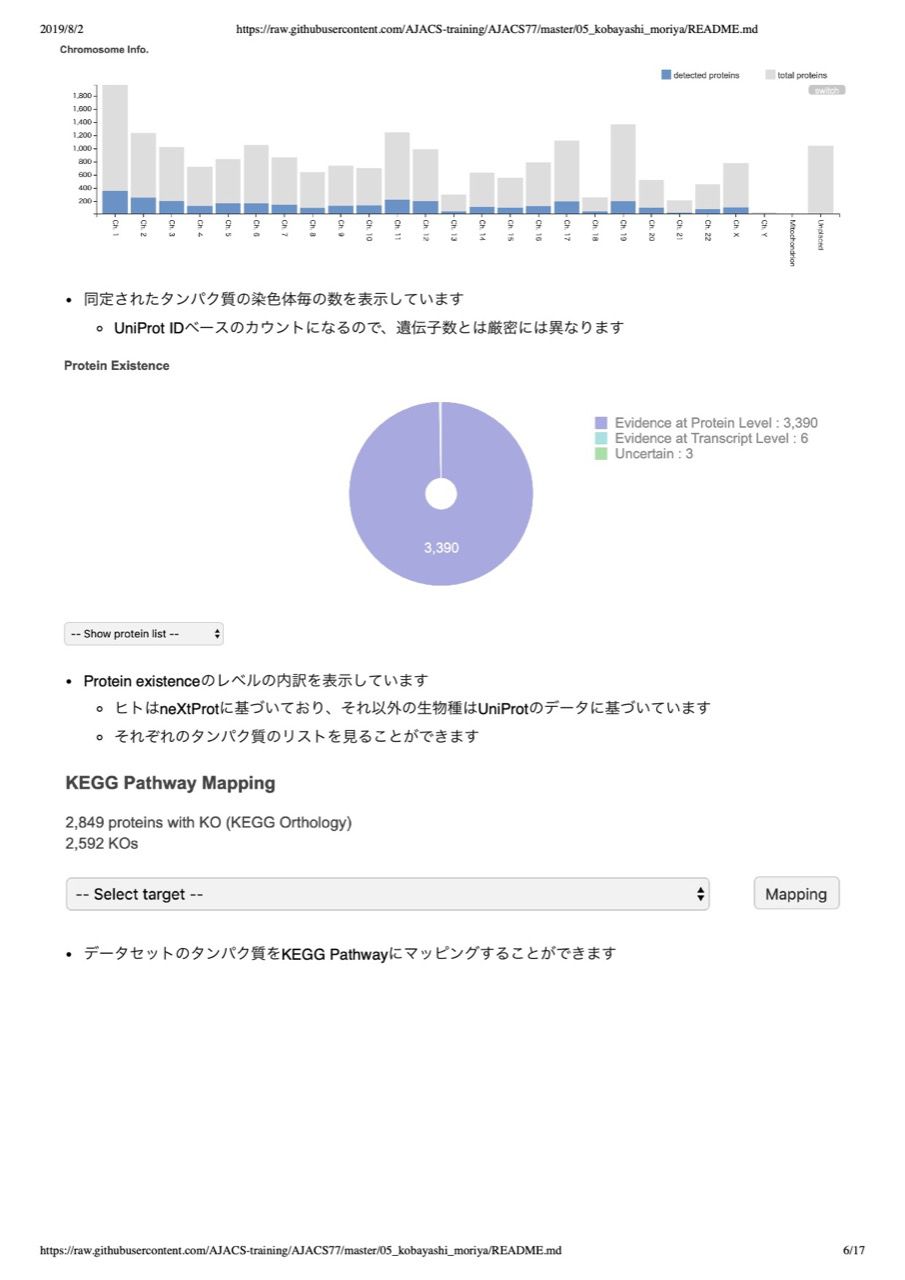 2019/8/2 https://raw.githubusercontent.com/AJACS-training/AJACS77/master/05_kobayashi_moriya/README.md
Chromosome Info.
detected proteins total proteins
switch
1,800
1,600
1,400
1,200
1,000
800
600
400
200
Ch. 1 Ch. 2 Ch. 3 Ch. 4 Ch. 5 Ch. 6 Ch. 7 Ch. 8 Ch. 9 Ch. 10 Ch. 11 Ch. 12 Ch. 13 Ch. 14 Ch. 15 Ch. 16 Ch. 17 Ch. 18 Ch. 19 Ch. 20 Ch. 21 Ch. 22 Ch. X Ch. Y Mitochondrion Unplaced
• 同定されたタンパク質の染色体毎の数を表示しています
◦ UniProt IDベースのカウントになるので、遺伝子数とは厳密には異なります
Protein Existence
Evidence at Protein Level : 3,390
Evidence at Transcript Level : 6
Uncertain : 3
3,390
-- Show protein list --
• Protein existenceのレベルの内訳を表示しています
◦ ヒトはneXtProtに基づいており、それ以外の生物種はUniProtのデータに基づいています
◦ それぞれのタンパク質のリストを見ることができます
KEGG Pathway Mapping
2,849 proteins with KO (KEGG Orthology)
2,592 KOs
-- Select target -- Mapping
• データセットのタンパク質をKEGG Pathwayにマッピングすることができます
https://raw.githubusercontent.com/AJACS-training/AJACS77/master/05_kobayashi_moriya/README.md 6/17